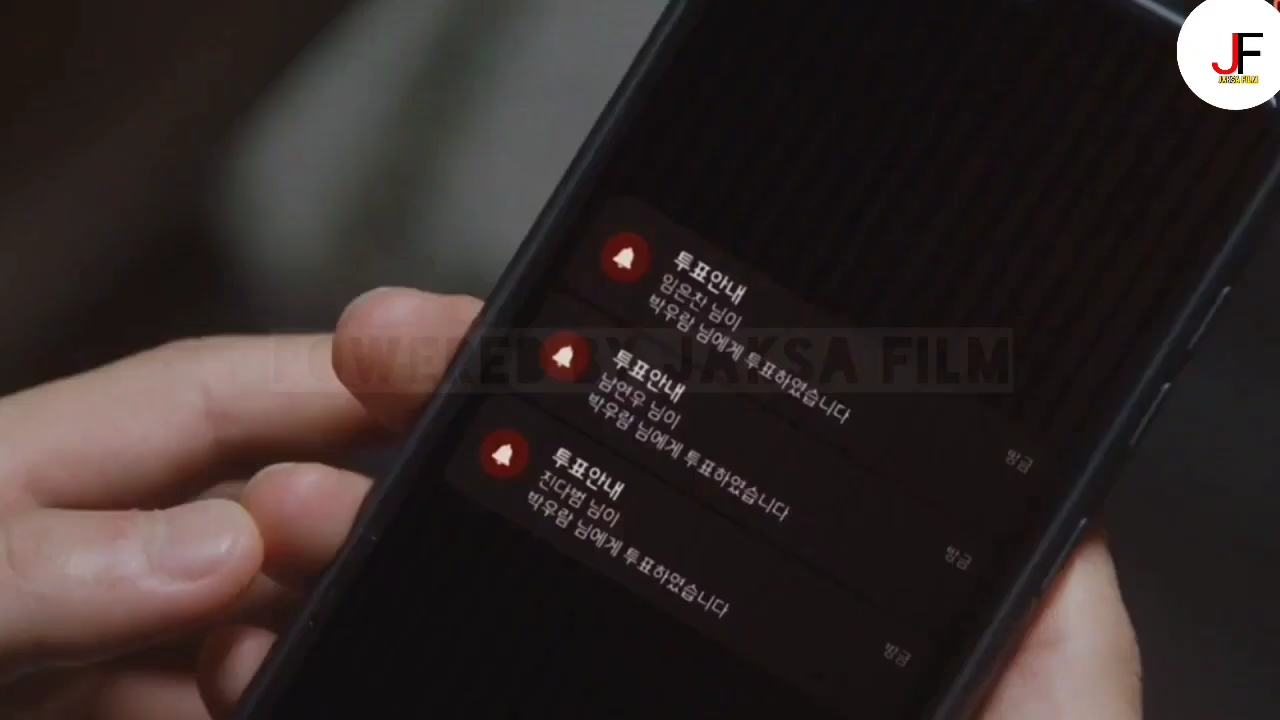 JF
JAKSA FILM
투표안내
임은찬 님이
박우람 님에게 투표하였습니다
방금
POWERED BY JAKSA FILM
투표안내
남연우 님이
박우람 님에게 투표하였습니다
방금
투표안내
진다범 님이
박우람 님에게 투표하였습니다
방금